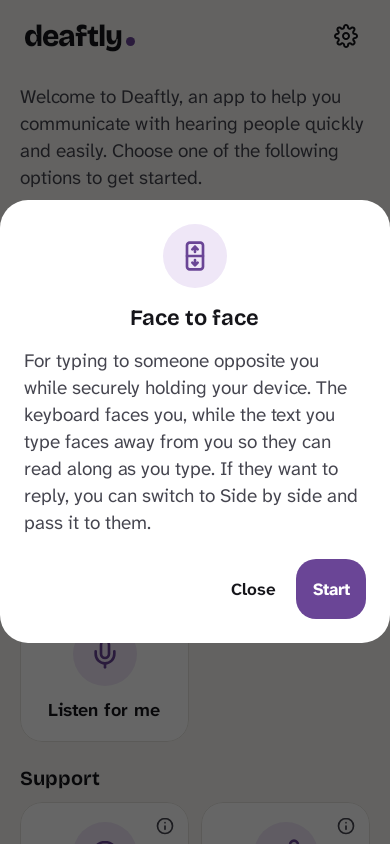 deaftly.
Welcome to Deaftly, an app to help you
communicate with hearing people quickly
and easily. Choose one of the following
options to get started.
Face to face
For typing to someone opposite you
while securely holding your device. The
keyboard faces you, while the text you
type faces away from you so they can
read along as you type. If they want to
reply, you can switch to Side by side and
pass it to them.
Close
Start
Listen for me
Support